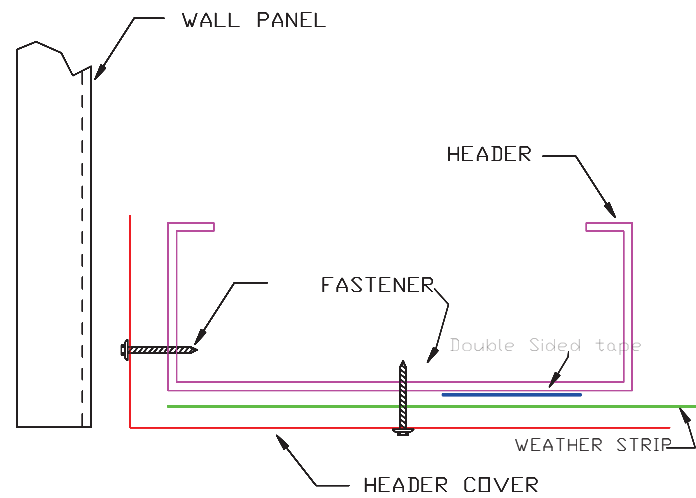 WALL PANEL
HEADER
FASTENER
Double Sided tape
WEATHER STRIP
HEADER COVER